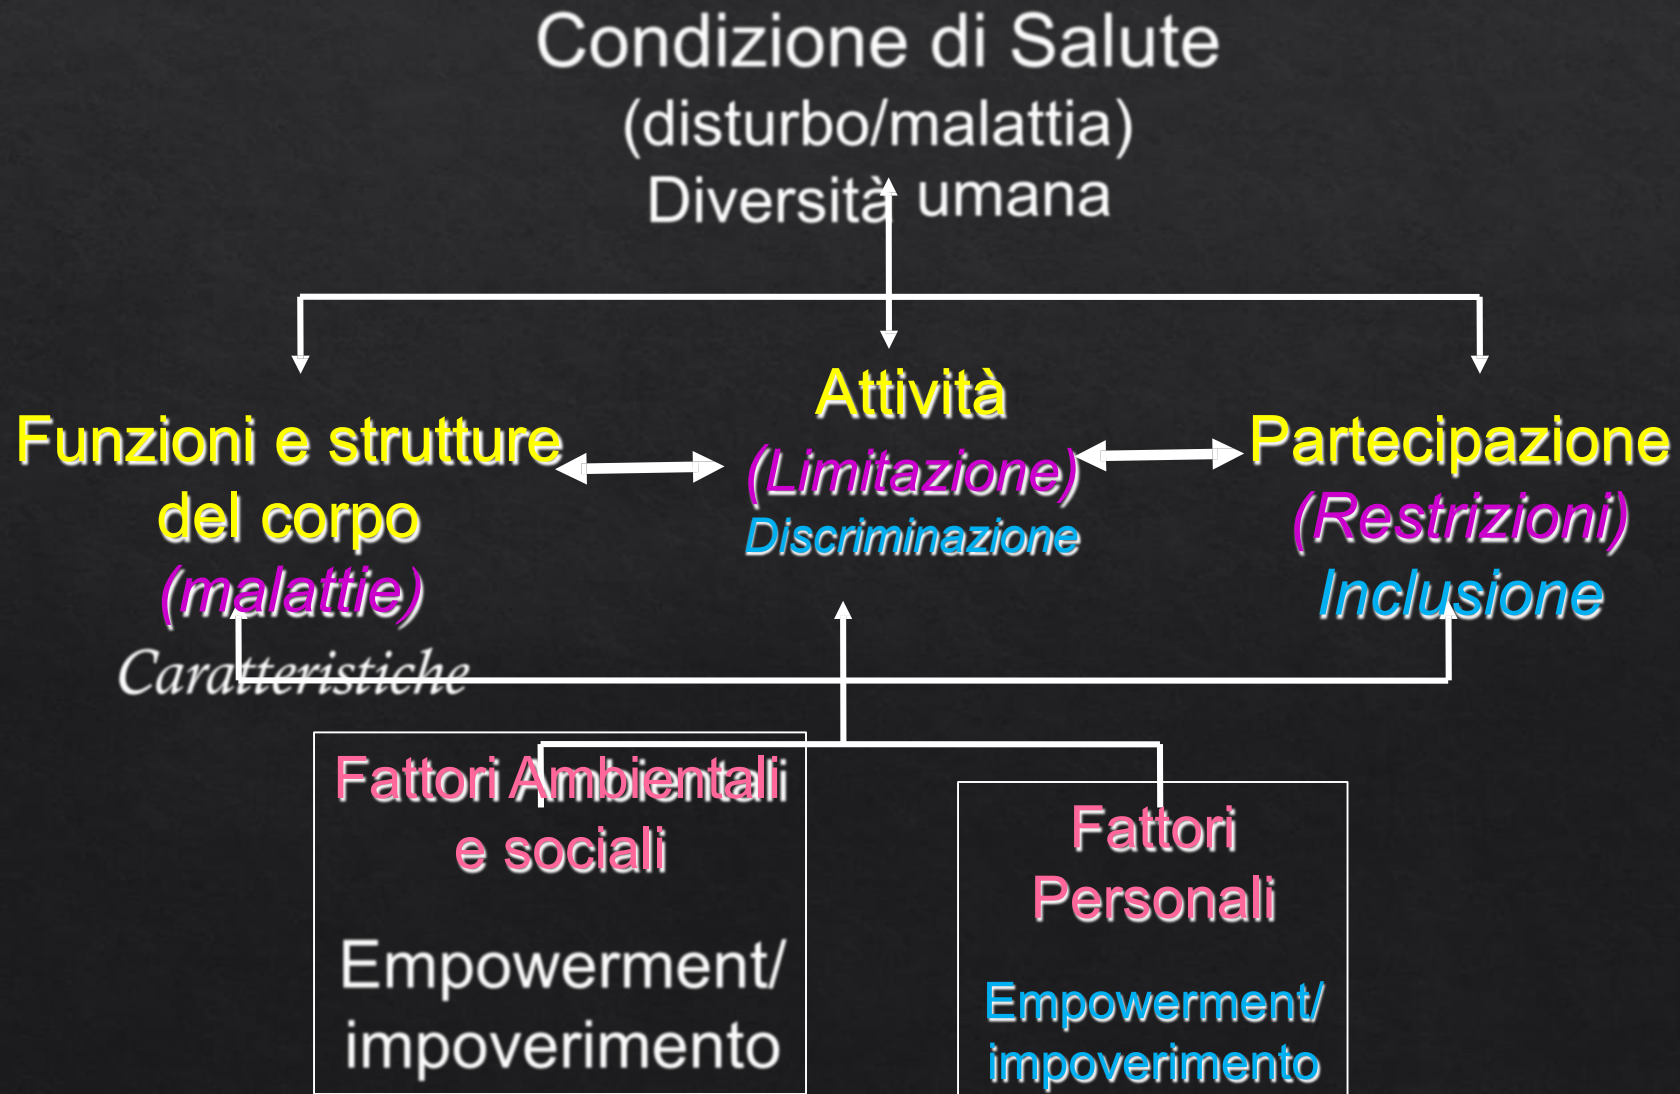 Condizione di Salute
(disturbo/malattia)
Diversità umana
Funzioni e strutture
del corpo
(malattie)
Caratteristiche
Attività
(Limitazione)
Discriminazione
Partecipazione
(Restrizioni)
Inclusione
Fattori Ambientali
e sociali
Empowerment/
impoverimento
Fattori
Personali
Empowerment/
impoverimento